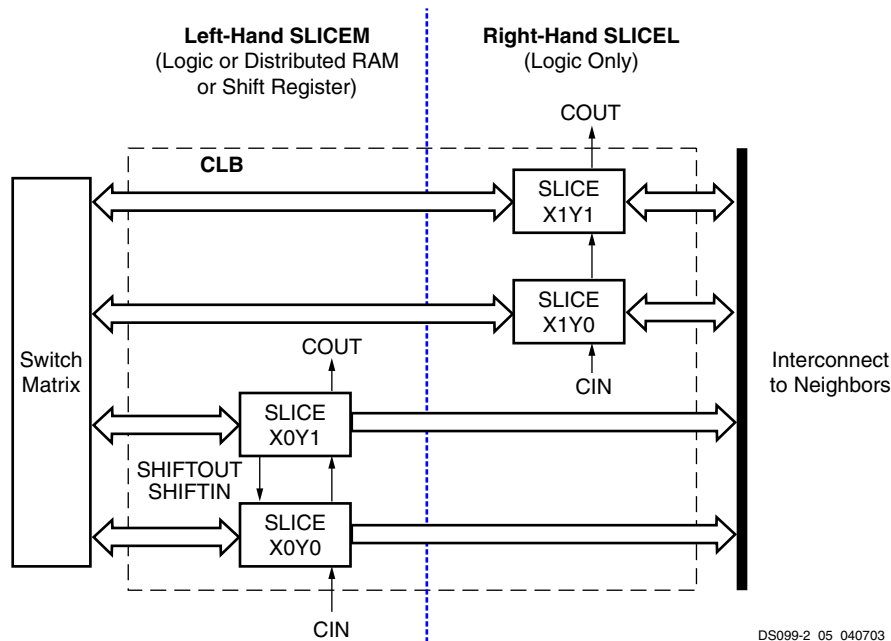 Left-Hand SLICEM
(Logic or Distributed RAM
or Shift Register)
Right-Hand SLICEL
(Logic Only)
COUT
CLB
SLICE
X1Y1
SLICE
X1Y0
Switch
Matrix
COUT
CIN
Interconnect
to Neighbors
SLICE
X0Y1
SHIFTOUT
SHIFTIN
SLICE
X0Y0
CIN
DS099-2_05_040703